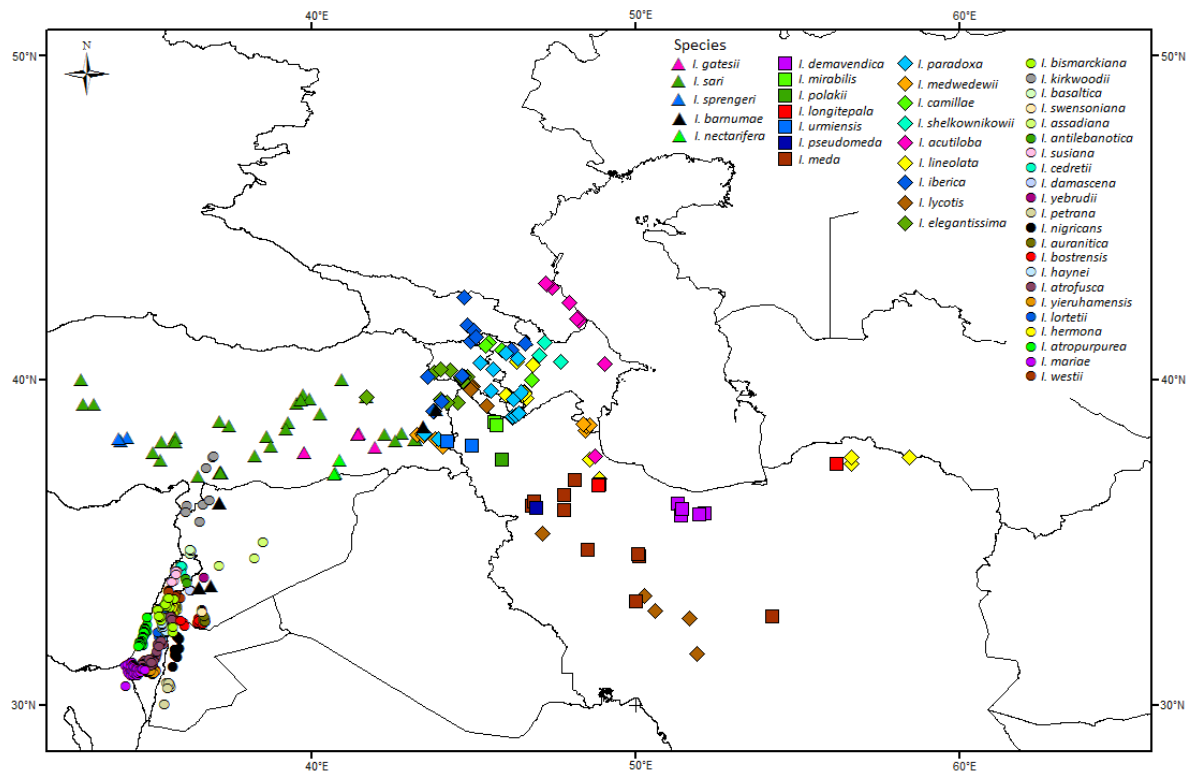 40°E 50°E 60°E
50°N 50°N
N
Species
I. gatesii
I. sari
I. sprengeri
I. barnumae
I. nectarifera
I. demavendica
I. mirabilis
I. polakii
I. longitepala
I. urmiensis
I. pseudomeda
I. meda
I. paradoxa
I. medwedewii
I. camillae
I. shelkownikowii
I. acutiloba
I. lineolata
I. iberica
I. lycotis
I. elegantissima
I. bismarckiana
I. kirkwoodii
I. basaltica
I. swensoniana
I. assadiana
I. antilebanotica
I. susiana
I. cedretii
I. damascena
I. yebrudii
I. petrana
I. nigricans
I. auranitica
I. bostrensis
I. haynei
I. atrofusca
I. yieruhamensis
I. lortetii
I. hermona
I. atropurpurea
I. mariae
I. westii
40°N 40°N
30°N 30°N
40°E 50°E 60°E